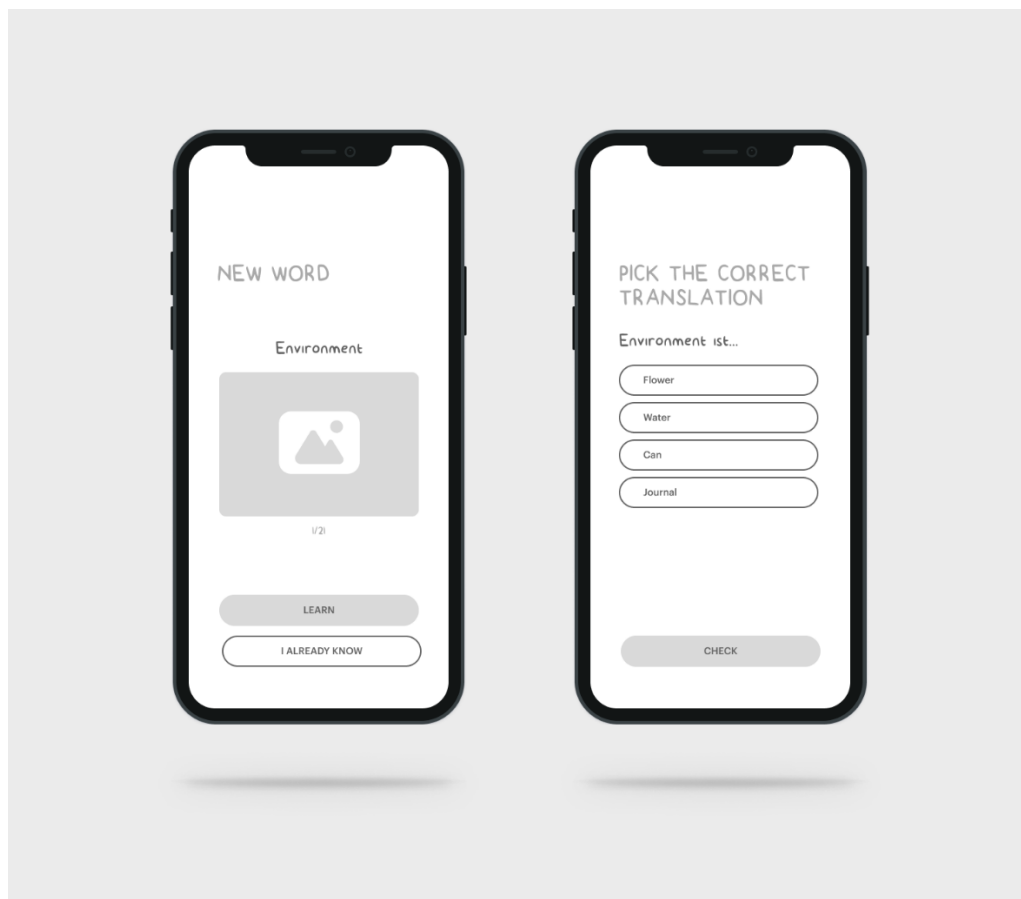 NEW WORD
Environment
1/21
LEARN
I ALREADY KNOW
PICK THE CORRECT
TRANSLATION
Environment ist...
Flower
Water
Can
Journal
CHECK